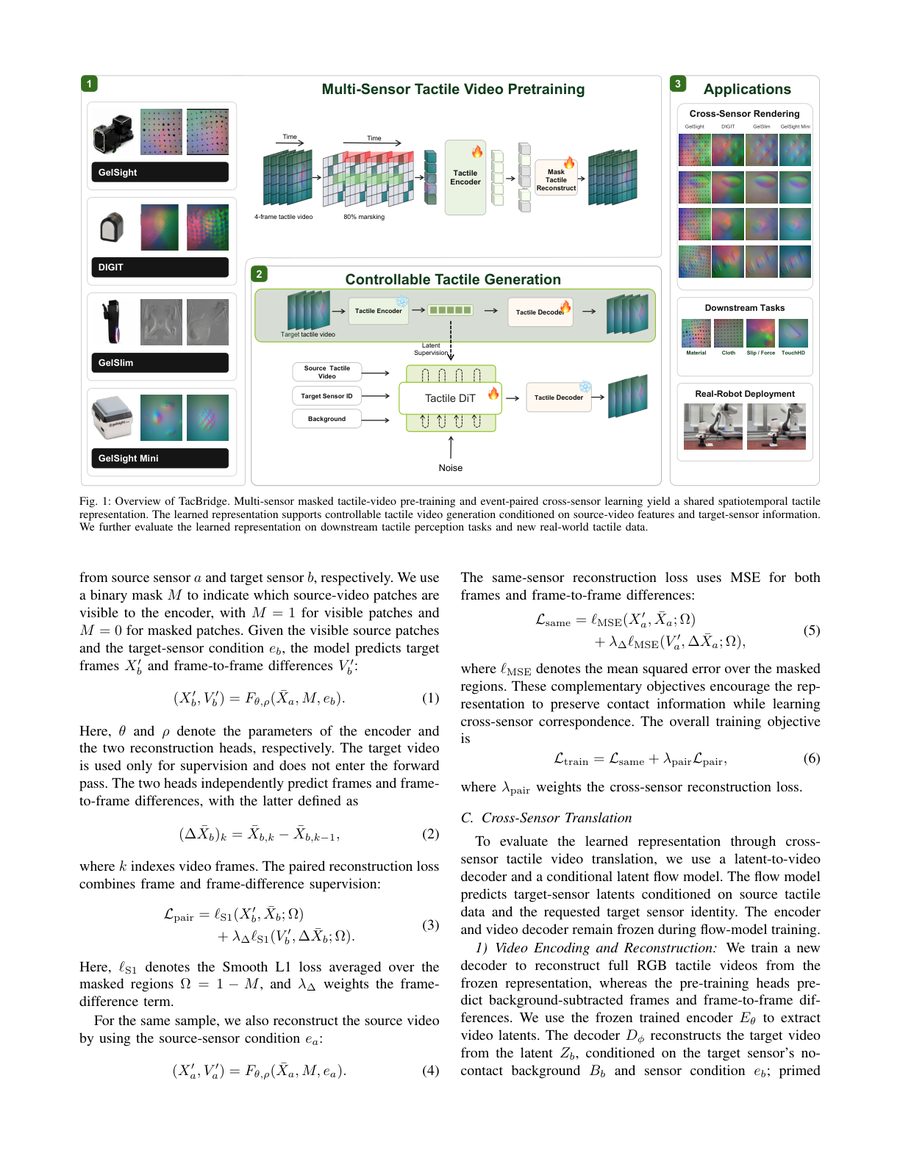 1
GelSight
DIGIT
GelSlim
GelSight Mini
Multi-Sensor Tactile Video Pretraining
Time
Time
4-frame tactile video
80% marsking
Tactile
Encoder
Mask
Tactile
Reconstruct
2
Controllable Tactile Generation
Target tactile video
Tactile Encoder
Tactile Decoder
Latent
Supervision
Source Tactile
Video
Target Sensor ID
Background
Tactile DiT
Tactile Decoder
Noise
3
Applications
Cross-Sensor Rendering
GelSight DIGIT GelSlim GelSight Mini
Downstream Tasks
Material Cloth Slip / Force TouchHD
Real-Robot Deployment
Fig. 1: Overview of TacBridge. Multi-sensor masked tactile-video pre-training and event-paired cross-sensor learning yield a shared spatiotemporal tactile
representation. The learned representation supports controllable tactile video generation conditioned on source-video features and target-sensor information.
We further evaluate the learned representation on downstream tactile perception tasks and new real-world tactile data.
from source sensor a and target sensor b, respectively. We use
a binary mask M to indicate which source-video patches are
visible to the encoder, with M = 1 for visible patches and
M = 0 for masked patches. Given the visible source patches
and the target-sensor condition e_b, the model predicts target
frames X′_b and frame-to-frame differences V′_b:
(X′_b, V′_b) = F_{θ,ρ}(X̄_a, M, e_b). (1)
Here, θ and ρ denote the parameters of the encoder and
the two reconstruction heads, respectively. The target video
is used only for supervision and does not enter the forward
pass. The two heads independently predict frames and frame-
to-frame differences, with the latter defined as
(ΔX̄_b)_k = X̄_{b,k} − X̄_{b,k−1}, (2)
where k indexes video frames. The paired reconstruction loss
combines frame and frame-difference supervision:
ℒ_pair = ℓ_S1(X′_b, X̄_b; Ω)
+ λ_Δ ℓ_S1(V′_b, ΔX̄_b; Ω). (3)
Here, ℓ_S1 denotes the Smooth L1 loss averaged over the
masked regions Ω = 1 − M, and λ_Δ weights the frame-
difference term.
For the same sample, we also reconstruct the source video
by using the source-sensor condition e_a:
(X′_a, V′_a) = F_{θ,ρ}(X̄_a, M, e_a). (4)
The same-sensor reconstruction loss uses MSE for both
frames and frame-to-frame differences:
ℒ_same = ℓ_MSE(X′_a, X̄_a; Ω)
+ λ_Δ ℓ_MSE(V′_a, ΔX̄_a; Ω), (5)
where ℓ_MSE denotes the mean squared error over the masked
regions. These complementary objectives encourage the rep-
resentation to preserve contact information while learning
cross-sensor correspondence. The overall training objective
is
ℒ_train = ℒ_same + λ_pair ℒ_pair, (6)
where λ_pair weights the cross-sensor reconstruction loss.
C. Cross-Sensor Translation
To evaluate the learned representation through cross-
sensor tactile video translation, we use a latent-to-video
decoder and a conditional latent flow model. The flow model
predicts target-sensor latents conditioned on source tactile
data and the requested target sensor identity. The encoder
and video decoder remain frozen during flow-model training.
1) Video Encoding and Reconstruction: We train a new
decoder to reconstruct full RGB tactile videos from the
frozen representation, whereas the pre-training heads pre-
dict background-subtracted frames and frame-to-frame dif-
ferences. We use the frozen trained encoder E_θ to extract
video latents. The decoder D_ϕ reconstructs the target video
from the latent Z_b, conditioned on the target sensor's no-
contact background B_b and sensor condition e_b; primed